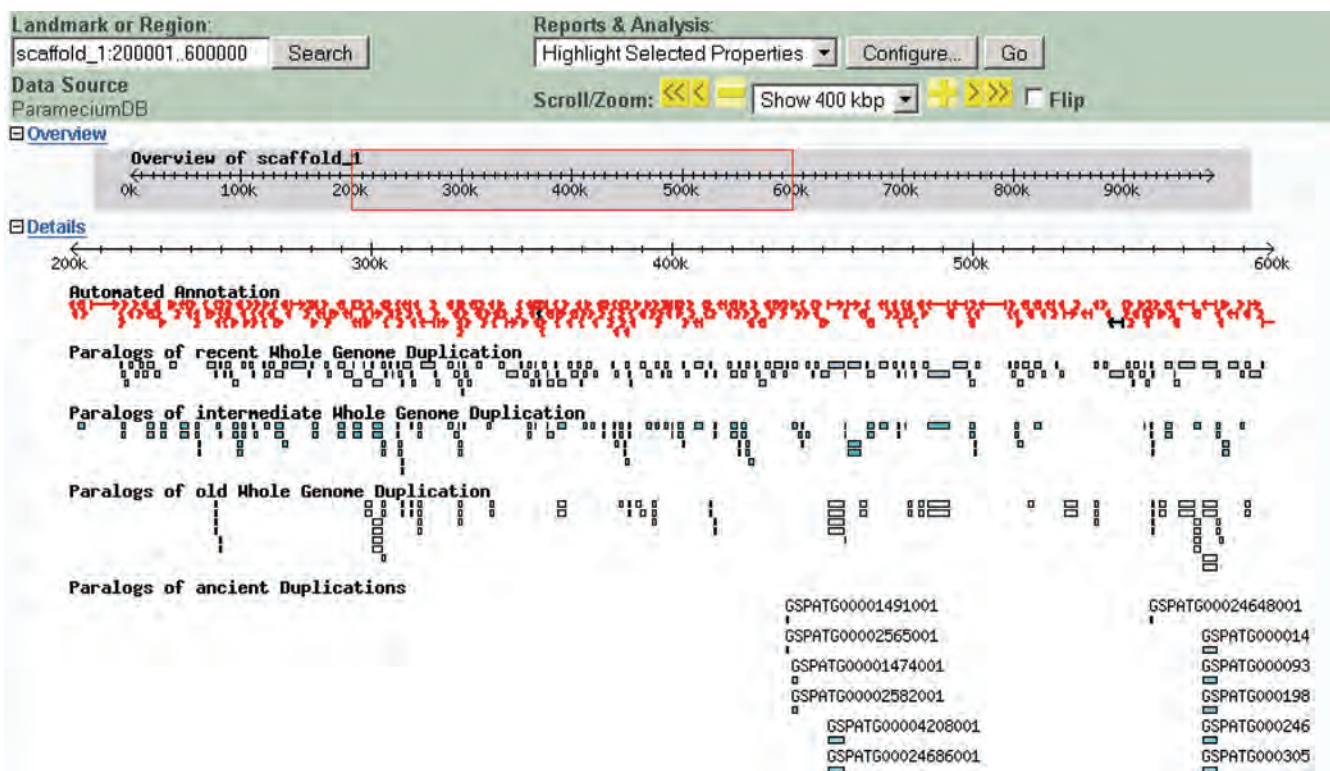 Landmark or Region:
scaffold_1:200001..600000 Search
Reports & Analysis:
Highlight Selected Properties Configure... Go
Data Source
ParameciumDB
Scroll/Zoom: << < Show 400 kbp > >> Flip
Overview
Overview of scaffold_1
0k 100k 200k 300k 400k 500k 600k 700k 800k 900k
Details
200k 300k 400k 500k 600k
Automated Annotation
Paralogs of recent Whole Genome Duplication
Paralogs of intermediate Whole Genome Duplication
Paralogs of old Whole Genome Duplication
Paralogs of ancient Duplications
GSPATG00001491001 GSPATG00024648001
GSPATG00002565001 GSPATG000014
GSPATG00001474001 GSPATG000093
GSPATG00002582001 GSPATG000198
GSPATG00004208001 GSPATG000246
GSPATG00024686001 GSPATG000305